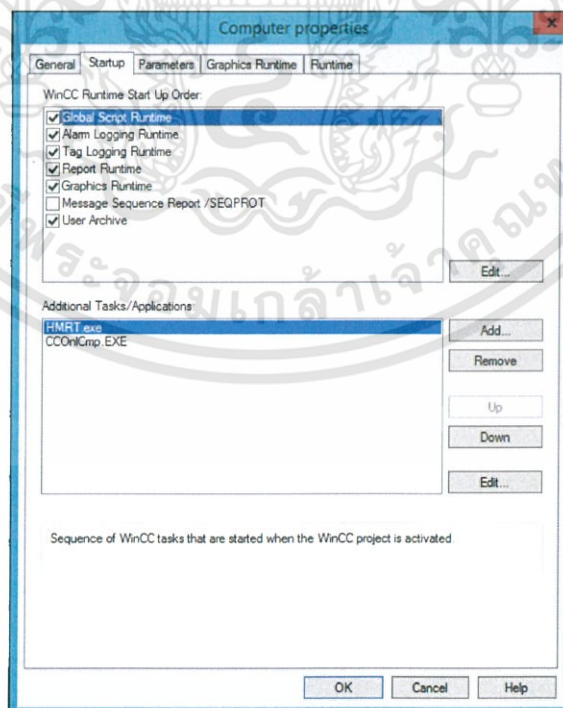 Computer properties
General Startup Parameters Graphics Runtime Runtime
WinCC Runtime Start Up Order:
Global Script Runtime
Alarm Logging Runtime
Tag Logging Runtime
Report Runtime
Graphics Runtime
Message Sequence Report /SEQPROT
User Archive
Edit...
Additional Tasks/Applications:
HMRT.exe
CCOnlCmp.EXE
Add...
Remove
Up
Down
Edit...
Sequence of WinCC tasks that are started when the WinCC project is activated.
OK Cancel Help